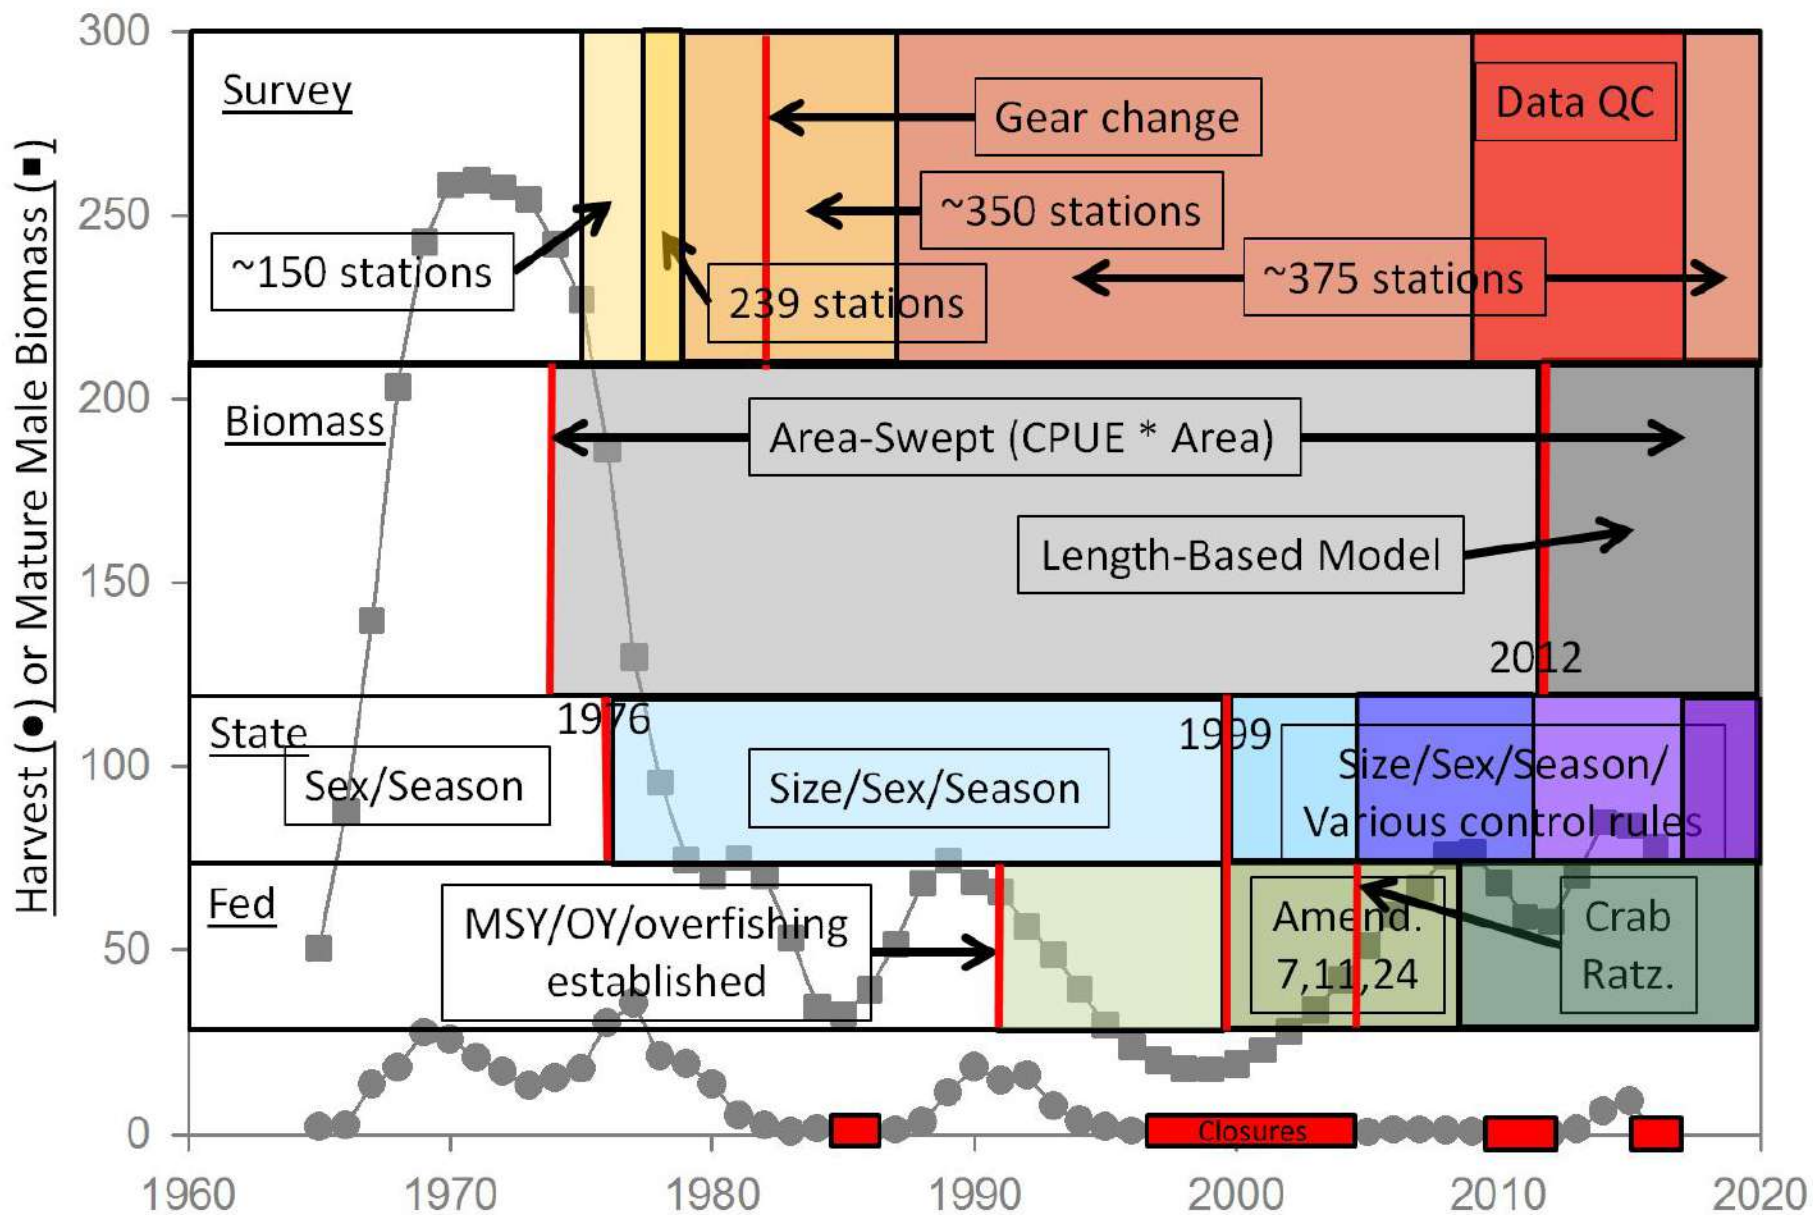 Harvest (●) or Mature Male Biomass (■)
300
250
200
150
100
50
0
Survey
Gear change
Data QC
~350 stations
~150 stations
239 stations
~375 stations
Biomass
Area-Swept (CPUE * Area)
Length-Based Model
2012
State
1976
1999
Sex/Season
Size/Sex/Season
Size/Sex/Season/
Various control rules
Fed
MSY/OY/overfishing
established
Amend.
7,11,24
Crab
Ratz.
Closures
1960
1970
1980
1990
2000
2010
2020